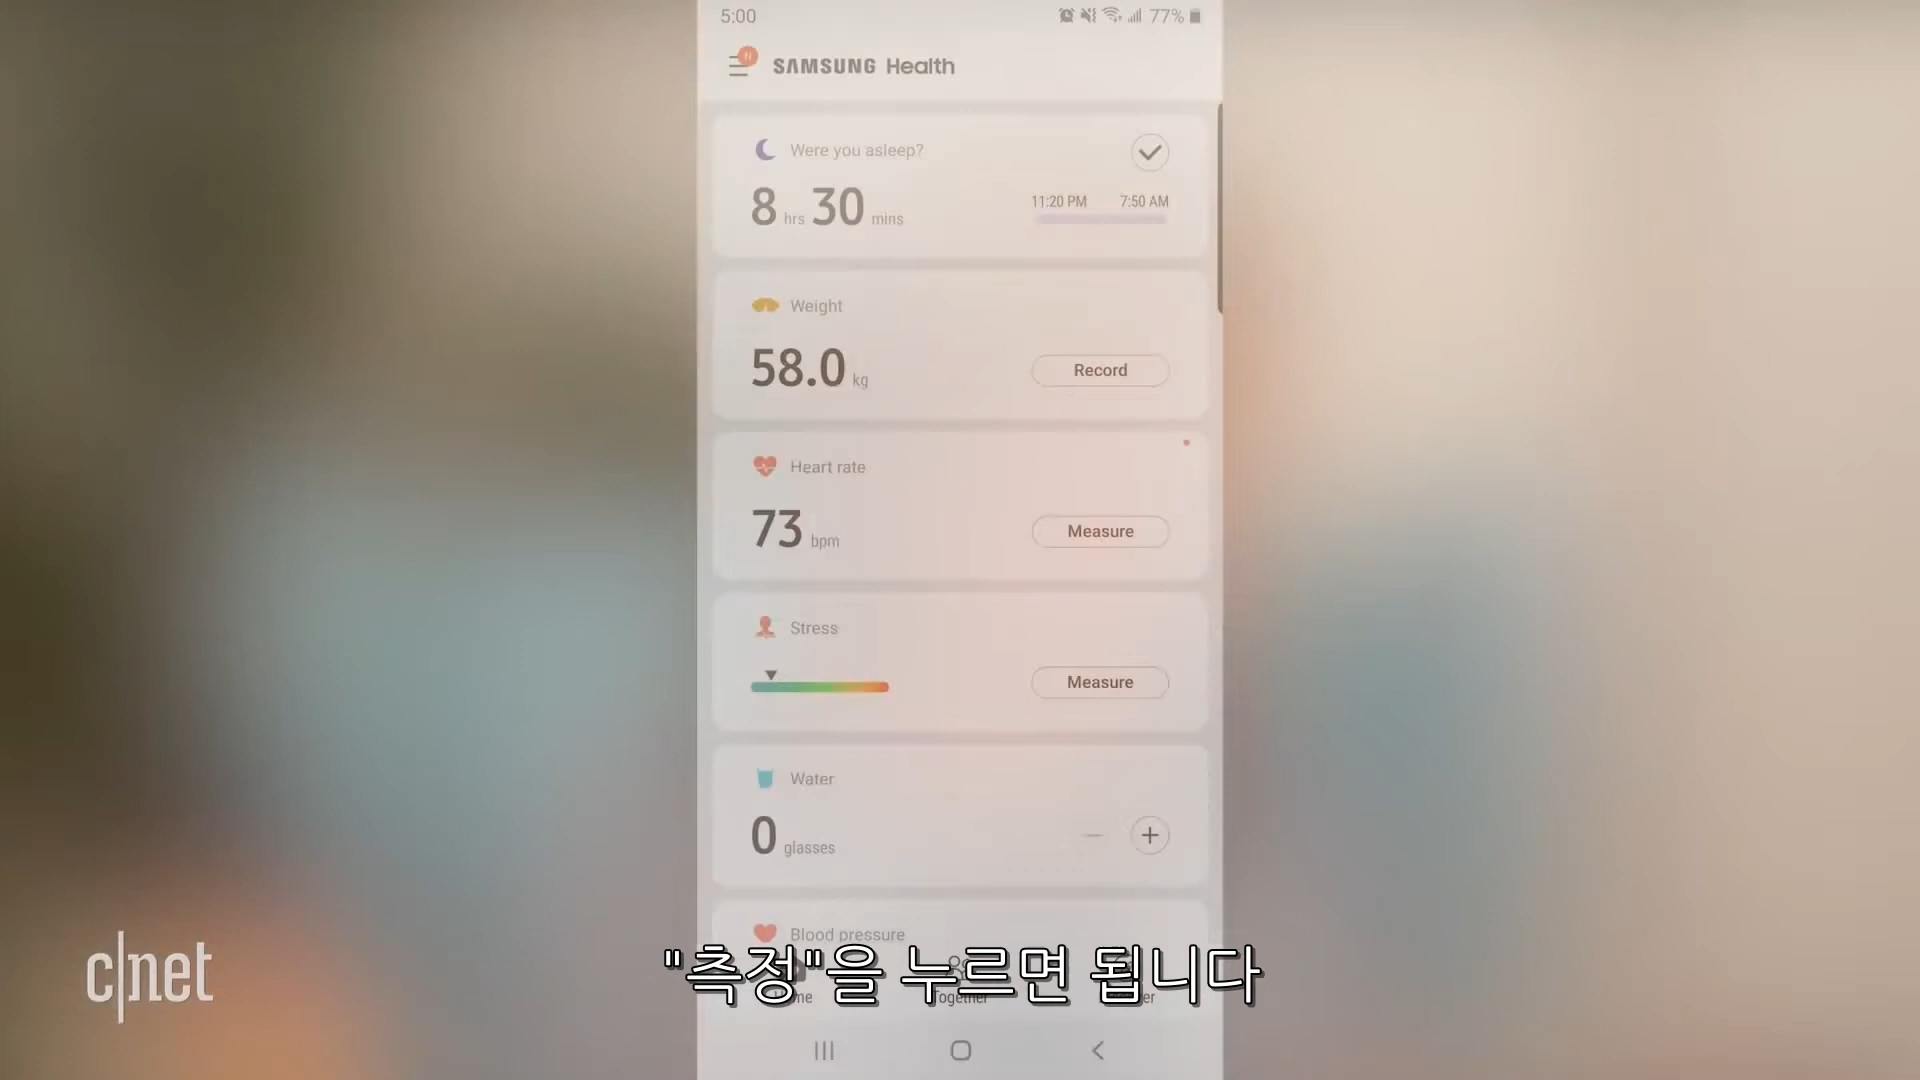 5:00
77%
N
SAMSUNG Health
Were you asleep?
8 hrs 30 mins
11:20 PM 7:50 AM
Weight
58.0 kg
Record
Heart rate
73 bpm
Measure
Stress
Measure
Water
0 glasses
Blood pressure
"측정"을 누르면 됩니다
Together
c|net